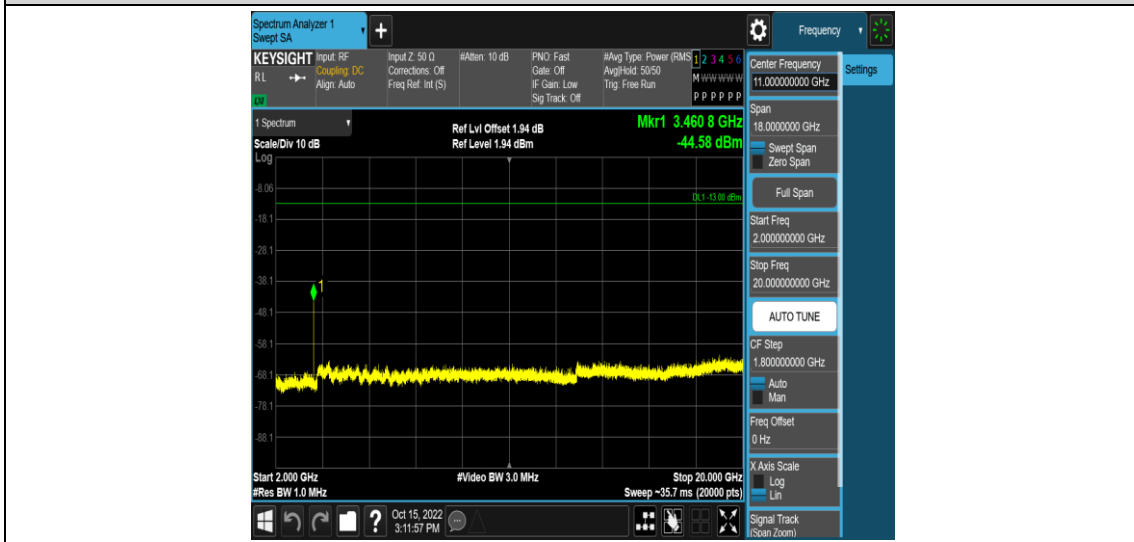 Spectrum Analyzer 1
Swept SA
+
Frequency
KEYSIGHT
RL
LXI
Input: RF
Coupling: DC
Align: Auto
Input Z: 50 Ω
Corrections: Off
Freq Ref: Int (S)
#Atten: 10 dB
PNO: Fast
Gate: Off
IF Gain: Low
Sig Track: Off
#Avg Type: Power (RMS
Avg|Hold: 50/50
Trig: Free Run
1 2 3 4 5 6
M W W W W W
P P P P P P
Center Frequency
11.000000000 GHz
Settings
Span
18.0000000 GHz
Swept Span
Zero Span
Full Span
Start Freq
2.000000000 GHz
Stop Freq
20.000000000 GHz
AUTO TUNE
CF Step
1.800000000 GHz
Auto
Man
Freq Offset
0 Hz
X Axis Scale
Log
Lin
Signal Track
(Span Zoom)
1 Spectrum
Scale/Div 10 dB
Log
Ref Lvl Offset 1.94 dB
Ref Level 1.94 dBm
Mkr1 3.460 8 GHz
-44.58 dBm
-8.06
DL1 -13.00 dBm
-18.1
-28.1
-38.1
1
-48.1
-58.1
-68.1
-78.1
-88.1
Start 2.000 GHz
#Video BW 3.0 MHz
Stop 20.000 GHz
#Res BW 1.0 MHz
Sweep ~35.7 ms (20000 pts)
?
Oct 15, 2022
3:11:57 PM